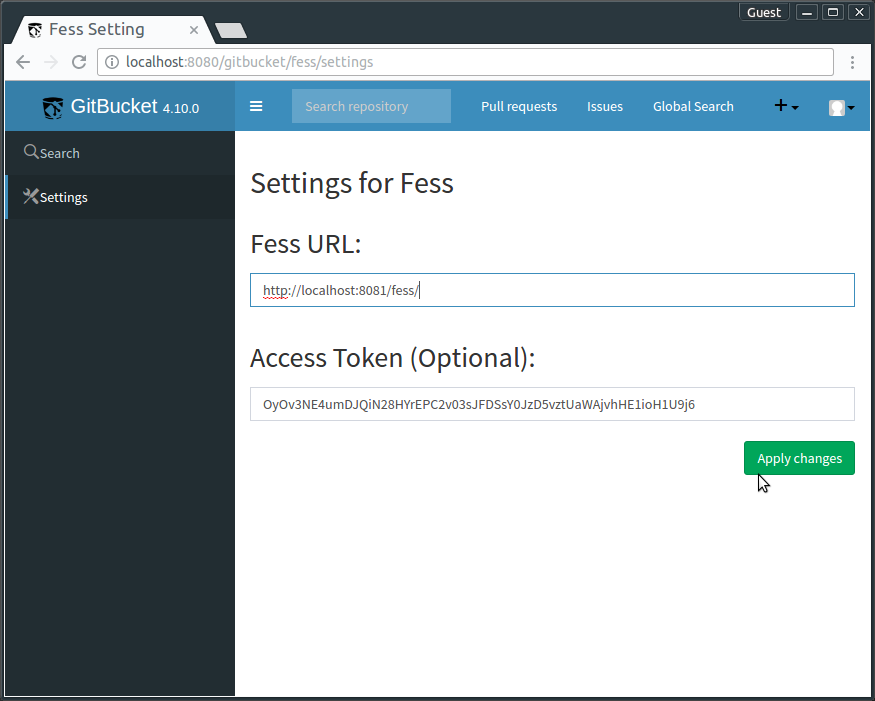 Guest
Fess Setting
localhost:8080/gitbucket/fess/settings
GitBucket 4.10.0
Search repository
Pull requests
Issues
Global Search
Search
Settings
Settings for Fess
Fess URL:
http://localhost:8081/fess/
Access Token (Optional):
OyOv3NE4umDJQiN28HYrEPC2v03sJFDSsY0JzD5vztUaWAjvhHE1ioH1U9j6
Apply changes